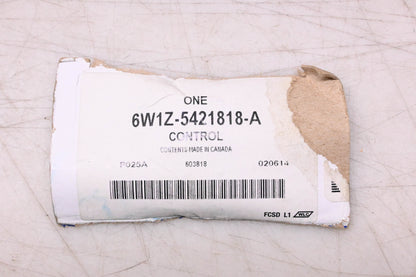 ONE
6W1Z-5421818-A
CONTROL
CONTENTS MADE IN CANADA
P025A 603818 020614
FCSD L1